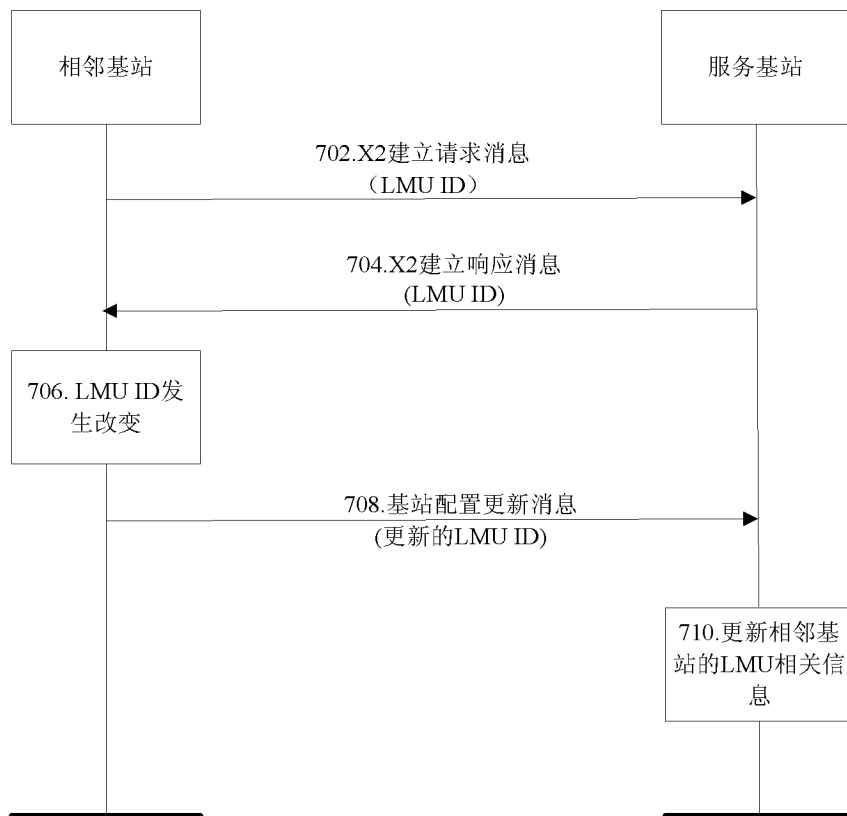 相邻基站
服务基站
702.X2建立请求消息
（LMU ID）
704.X2建立响应消息
(LMU ID)
706. LMU ID发
生改变
708.基站配置更新消息
(更新的LMU ID)
710.更新相邻基
站的LMU相关信
息